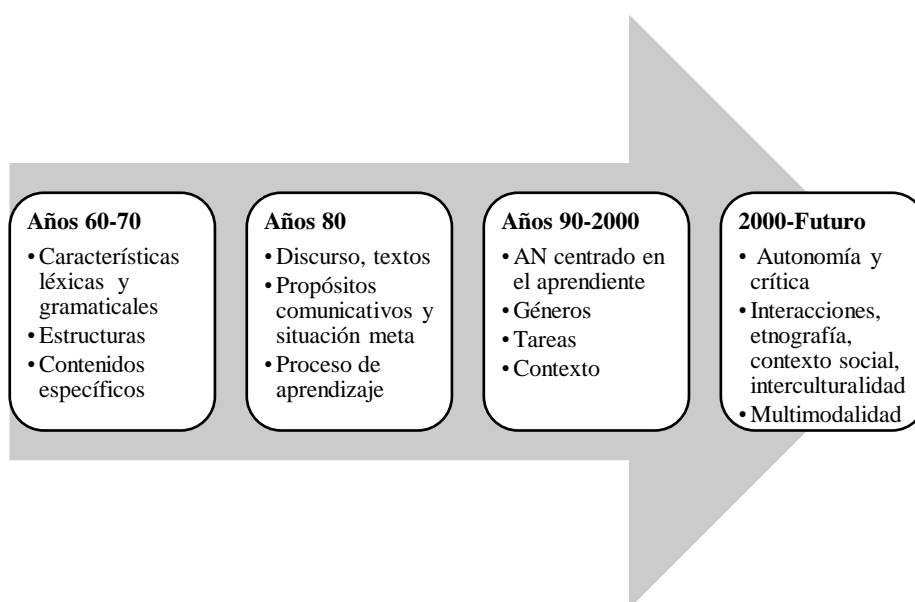 Años 60-70
• Características
léxicas y
gramaticales
• Estructuras
• Contenidos
específicos
Años 80
• Discurso, textos
• Propósitos
comunicativos y
situación meta
• Proceso de
aprendizaje
Años 90-2000
• AN centrado en
el aprendiente
• Géneros
• Tareas
• Contexto
2000-Futuro
• Autonomía y
crítica
• Interacciones,
etnografía,
contexto social,
interculturalidad
• Multimodalidad